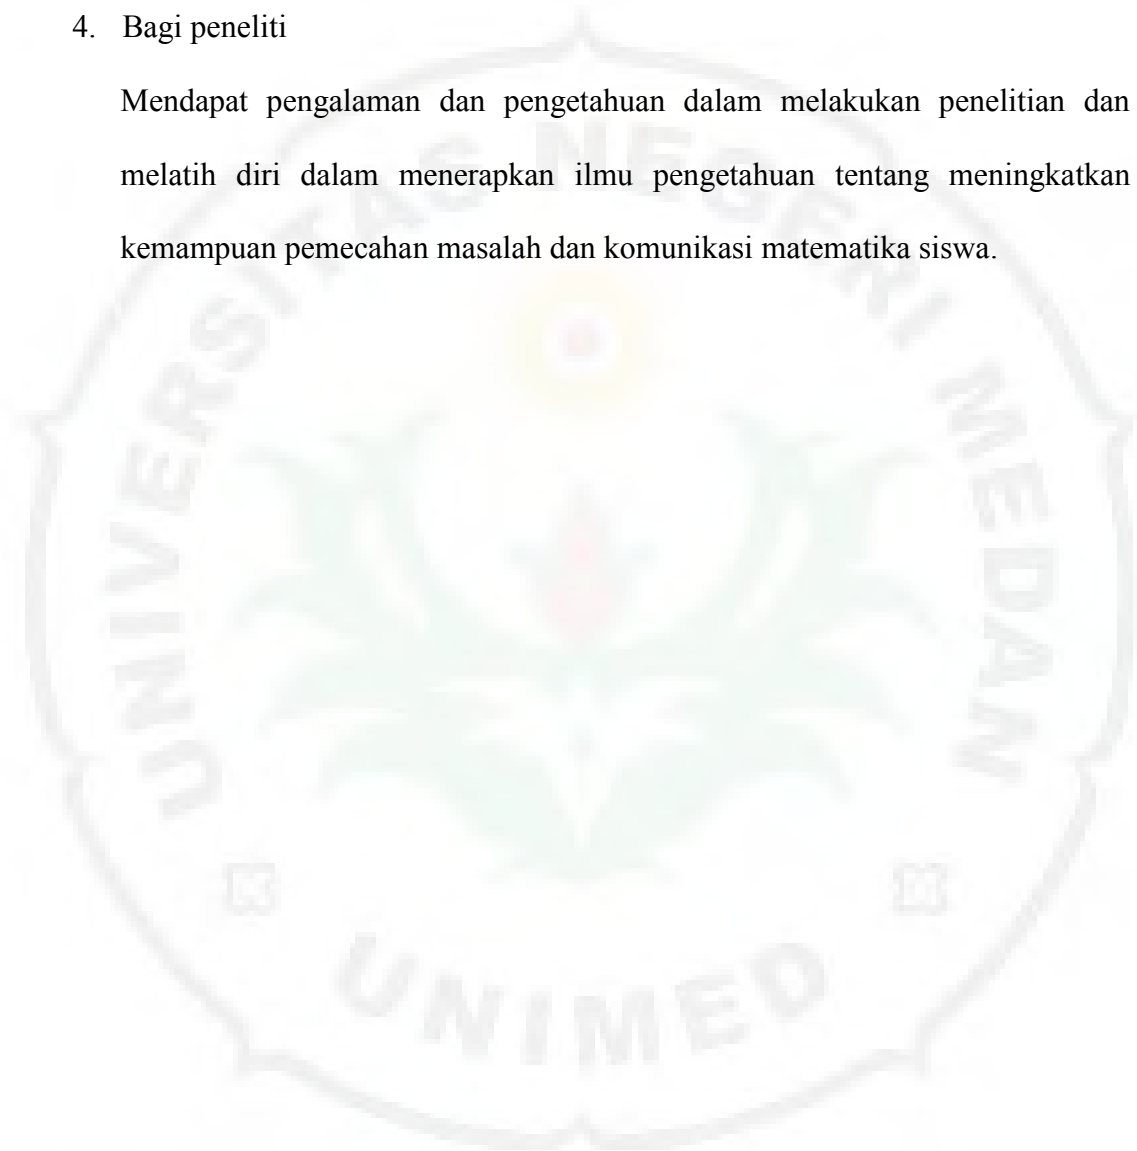 4. Bagi peneliti
Mendapat pengalaman dan pengetahuan dalam melakukan penelitian dan
melatih diri dalam menerapkan ilmu pengetahuan tentang meningkatkan
kemampuan pemecahan masalah dan komunikasi matematika siswa.
UNIVERSITAS NEGERI MEDAN
UNIMED